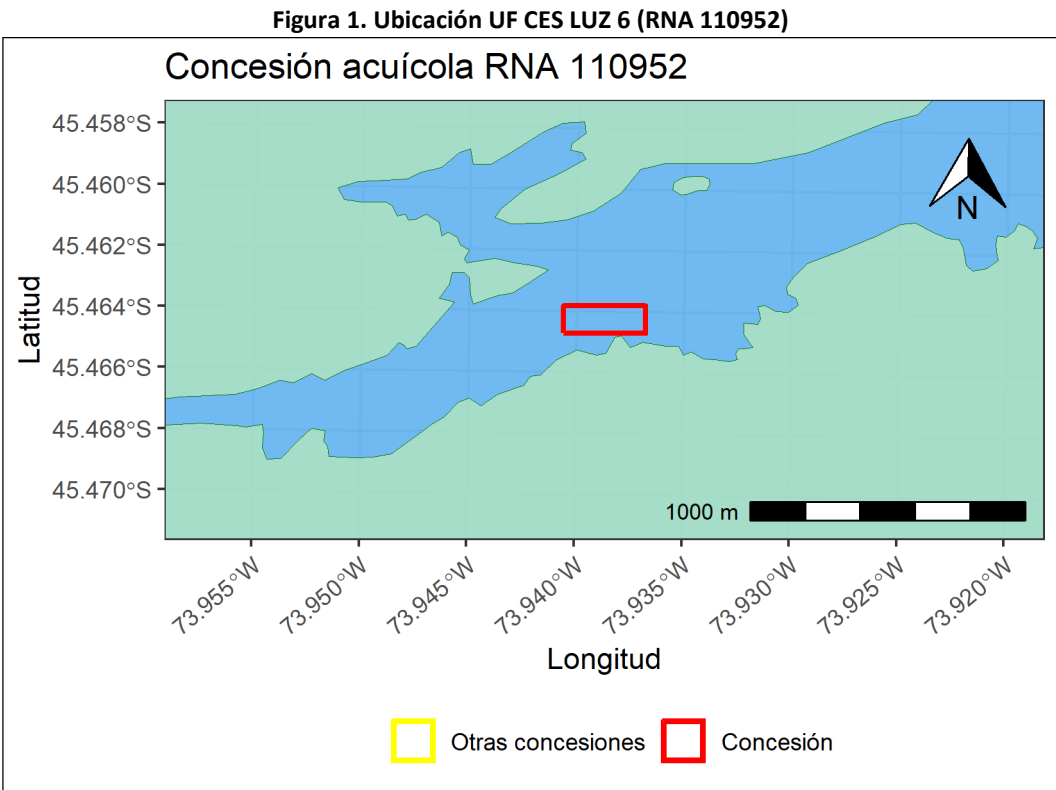 Figura 1. Ubicación UF CES LUZ 6 (RNA 110952)
Concesión acuícola RNA 110952
45.458°S
45.460°S
45.462°S
45.464°S
45.466°S
45.468°S
45.470°S
Latitud
N
1000 m
73.955°W
73.950°W
73.945°W
73.940°W
73.935°W
73.930°W
73.925°W
73.920°W
Longitud
Otras concesiones
Concesión